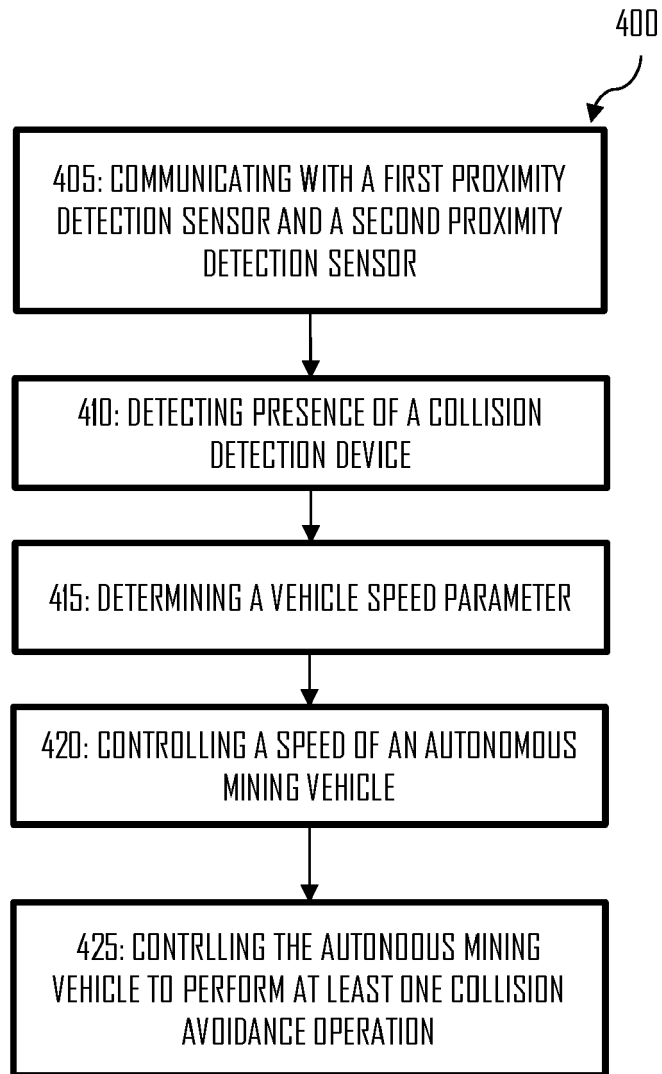 400
405: COMMUNICATING WITH A FIRST PROXIMITY
DETECTION SENSOR AND A SECOND PROXIMITY
DETECTION SENSOR
410: DETECTING PRESENCE OF A COLLISION
DETECTION DEVICE
415: DETERMINING A VEHICLE SPEED PARAMETER
420: CONTROLLING A SPEED OF AN AUTONOMOUS
MINING VEHICLE
425: CONTRLLING THE AUTONOOUS MINING
VEHICLE TO PERFORM AT LEAST ONE COLLISION
AVOIDANCE OPERATION